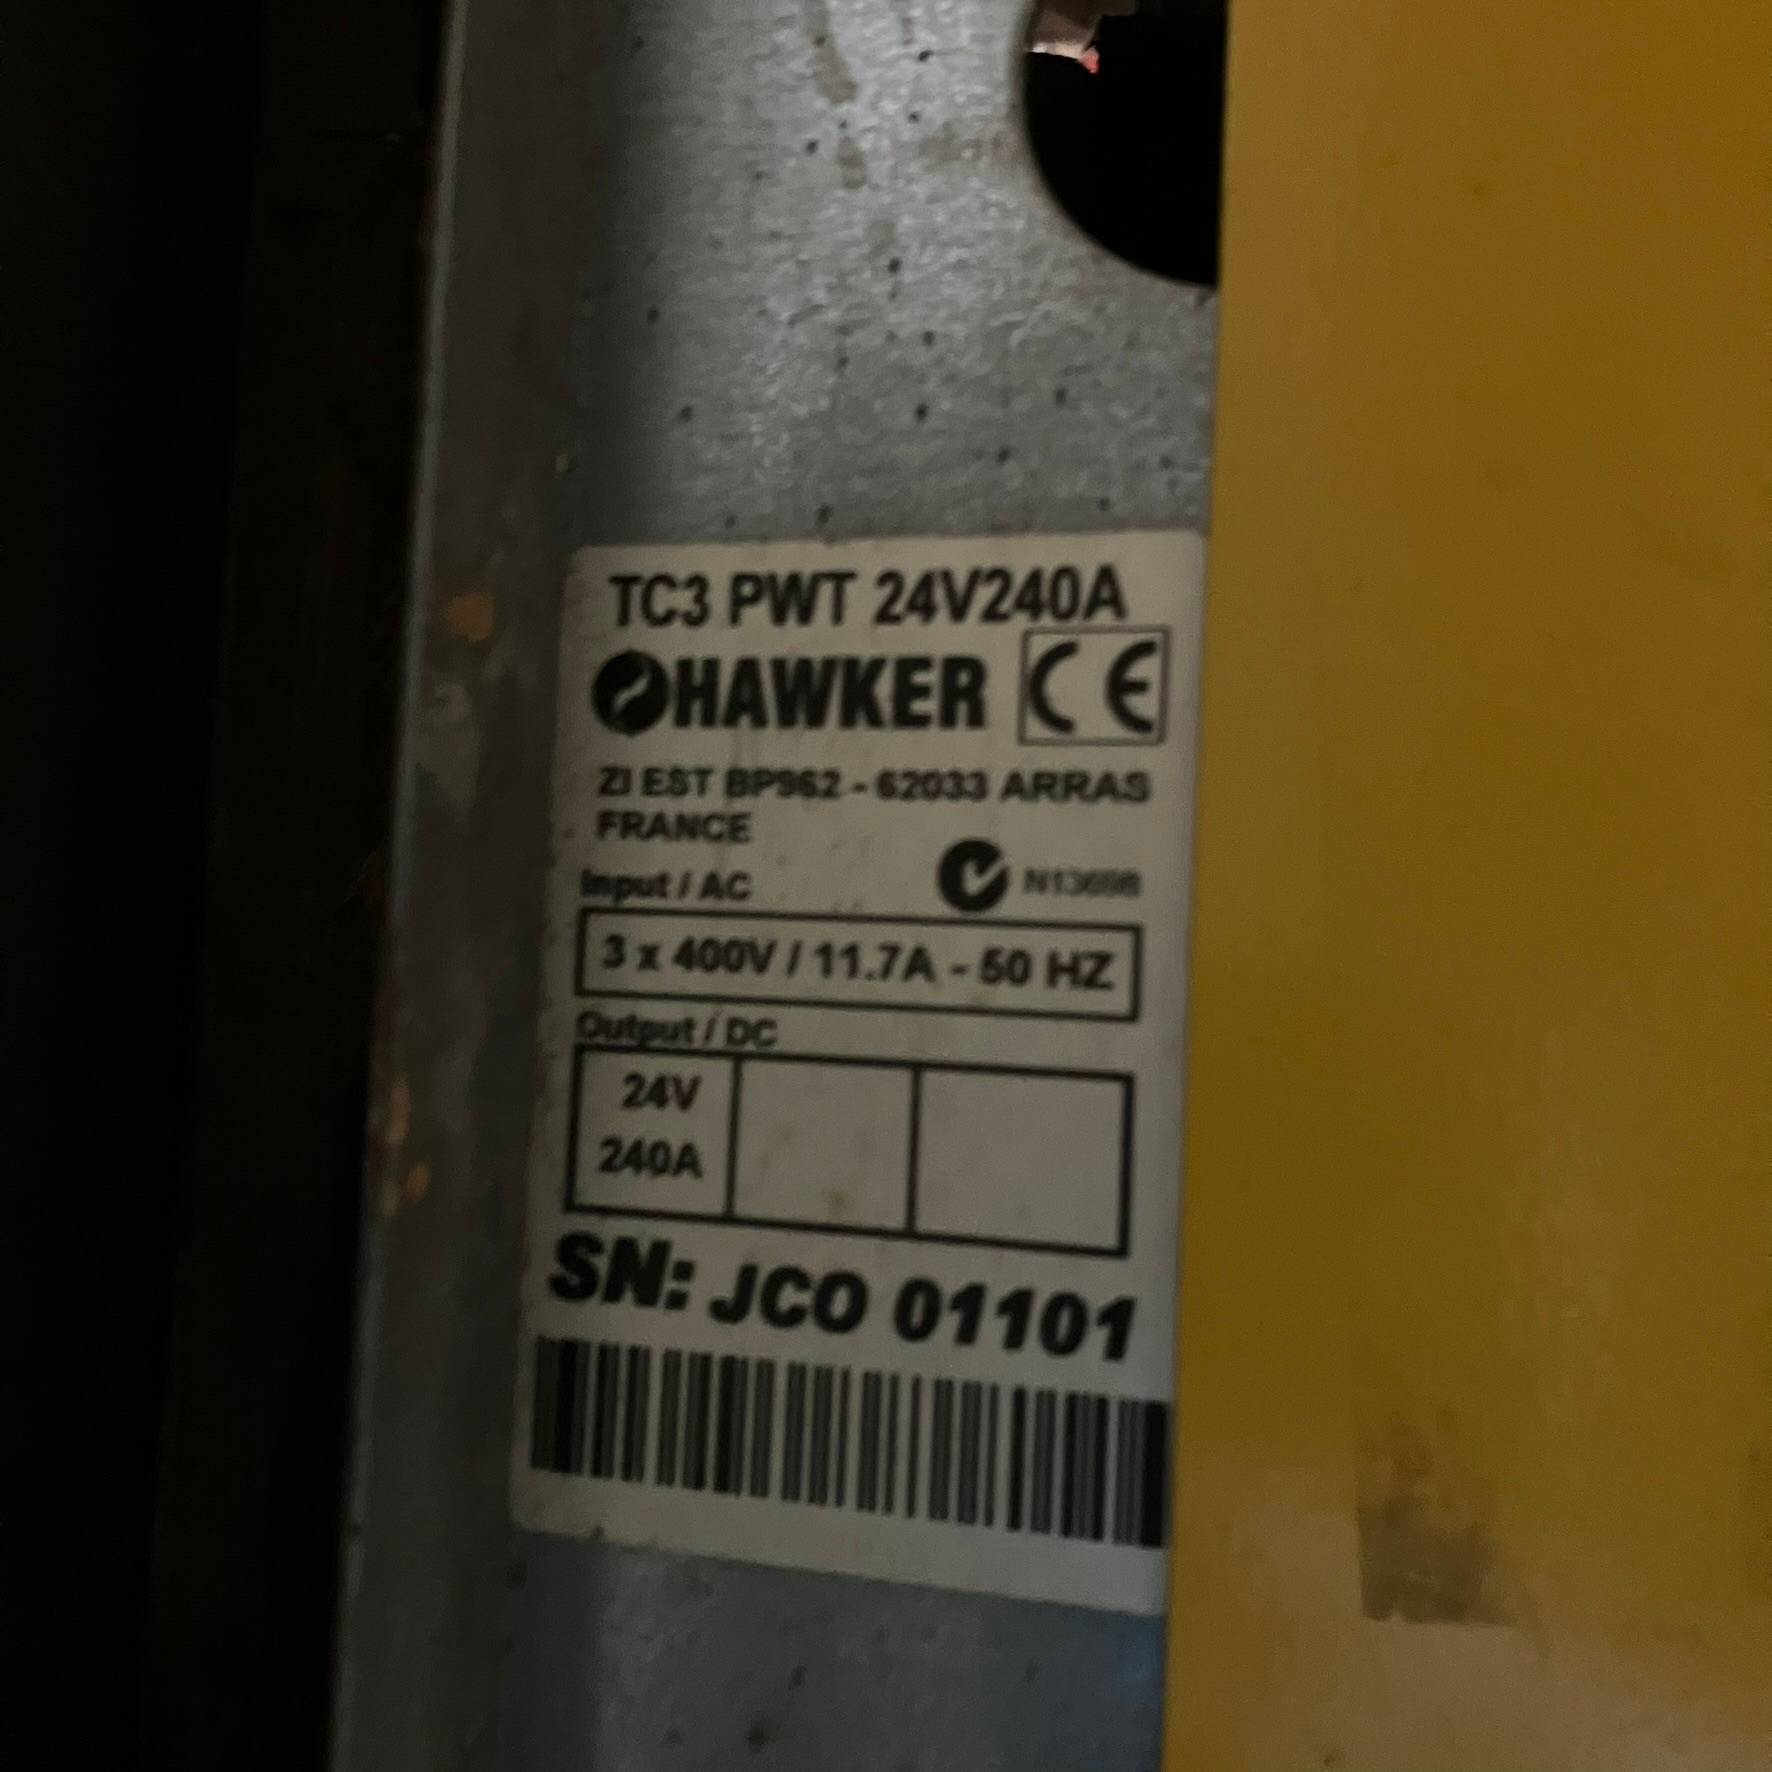 TC3 PWT 24V240A
HAWKER CE
ZI EST BP962 - 62033 ARRAS
FRANCE
Input / AC
3 x 400V / 11.7A - 50 HZ
Output / DC
24V
240A
SN: JCO 01101